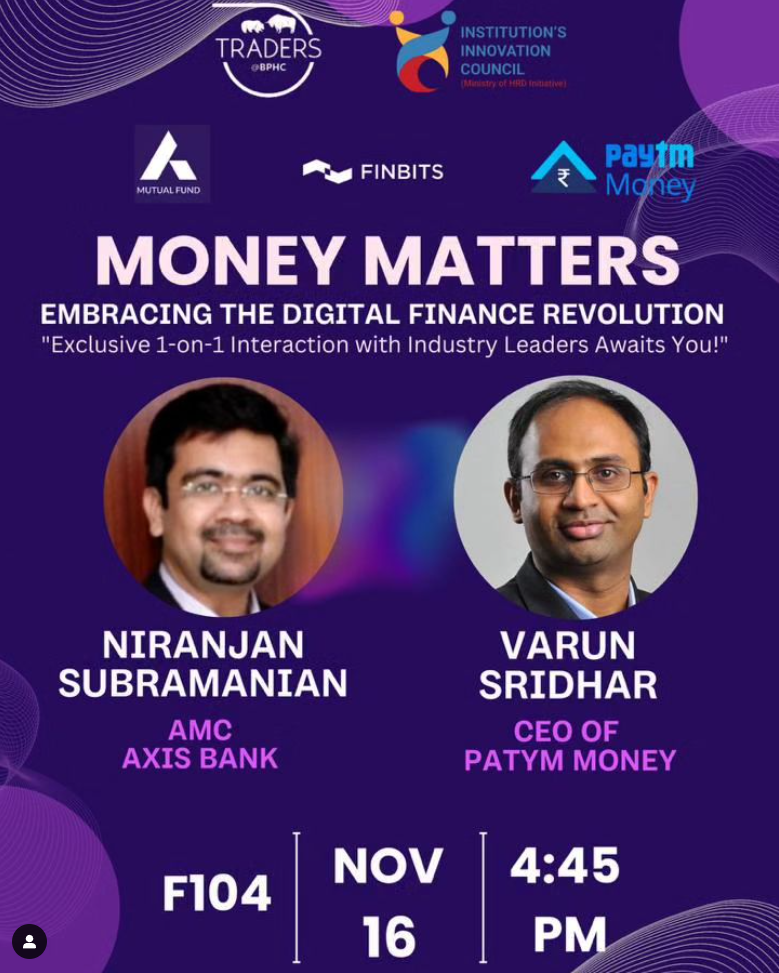 TRADERS
@BPHC
INSTITUTION'S
INNOVATION
COUNCIL
(Ministry of HRD Initiative)
MUTUAL FUND
FINBITS
paytm
Money
₹
MONEY MATTERS
EMBRACING THE DIGITAL FINANCE REVOLUTION
"Exclusive 1-on-1 Interaction with Industry Leaders Awaits You!"
NIRANJAN
SUBRAMANIAN
AMC
AXIS BANK
VARUN
SRIDHAR
CEO OF
PATYM MONEY
F104
NOV
16
4:45
PM